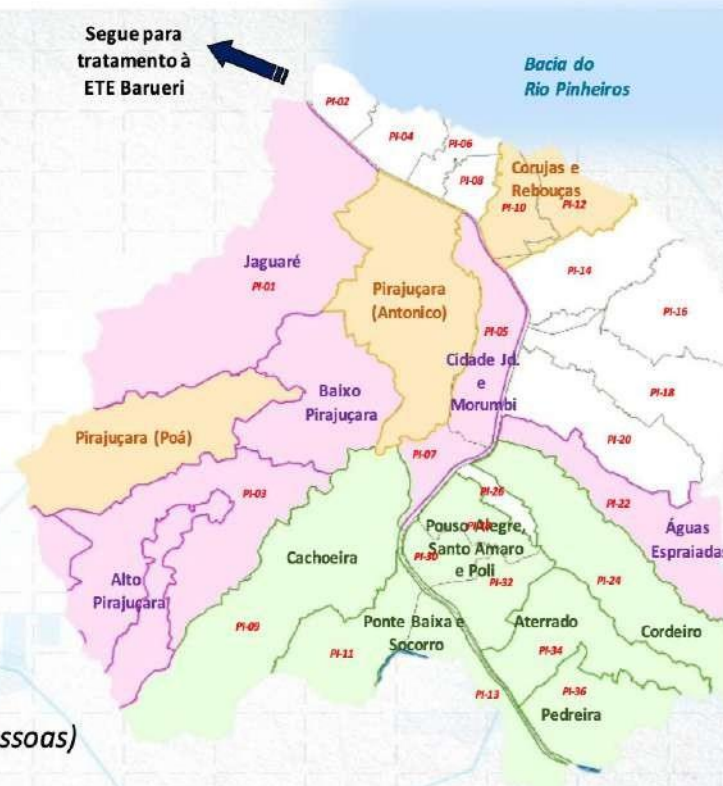 Segue para
tratamento à
ETE Barueri
Bacia do
Rio Pinheiros
PI-02
PI-04
PI-06
PI-08
Corujas e
Rebouças
PI-10
PI-12
Jaguaré
PI-01
PI-14
Pirajuçara
(Antonico)
PI-16
PI-05
Cidade Jd.
e
Morumbi
Baixo
Pirajuçara
PI-18
Pirajuçara (Poá)
PI-20
PI-07
PI-03
PI-26
PI-22
Águas
Espraiadas
Pouso Alegre,
Santo Amaro
e Poli
PI-30
PI-32
Cachoeira
Alto
Pirajuçara
PI-24
PI-09
Ponte Baixa e
Socorro
Aterrado
Cordeiro
PI-11
PI-34
PI-13
PI-36
Pedreira
ssoas)